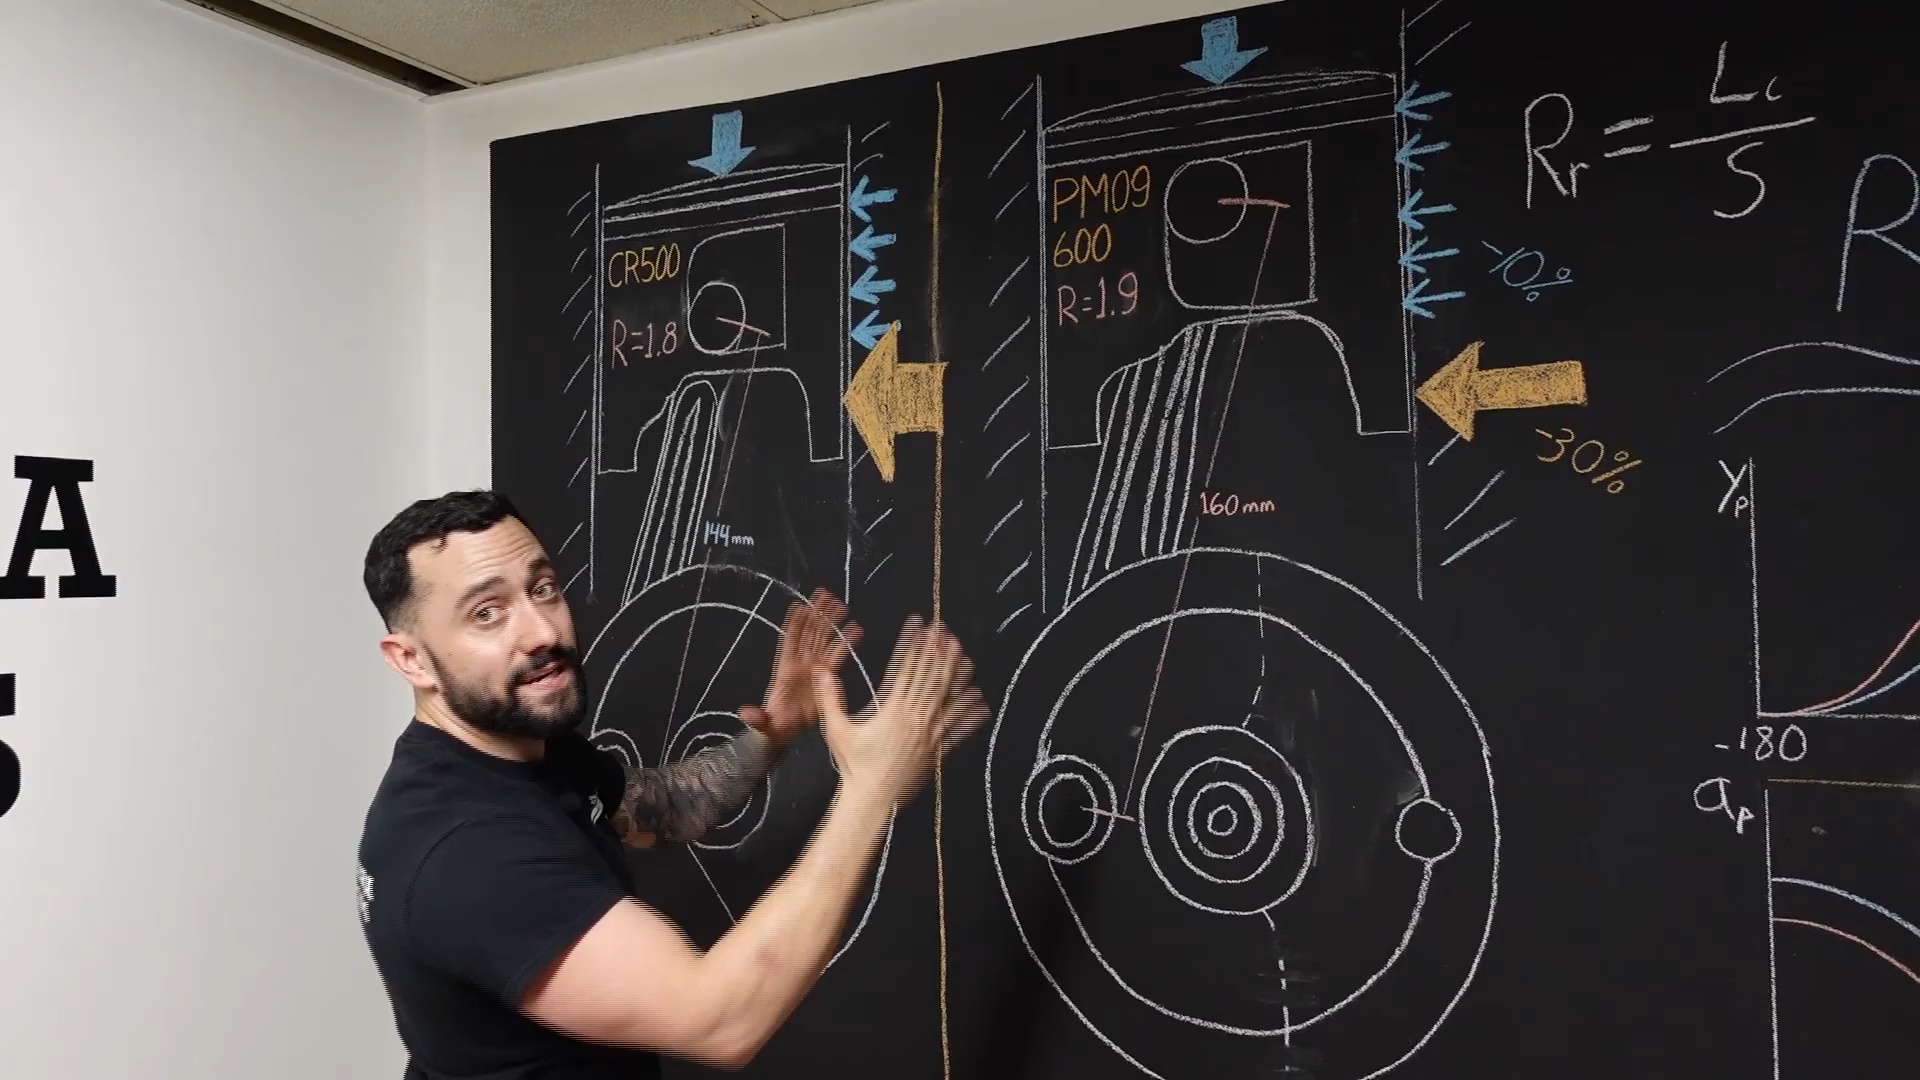 A
5
CR500
R=1.8
144mm
PM09
600
R=1.9
160mm
-10%
-30%
Rr = Lc
S
R
yp
-180
ap